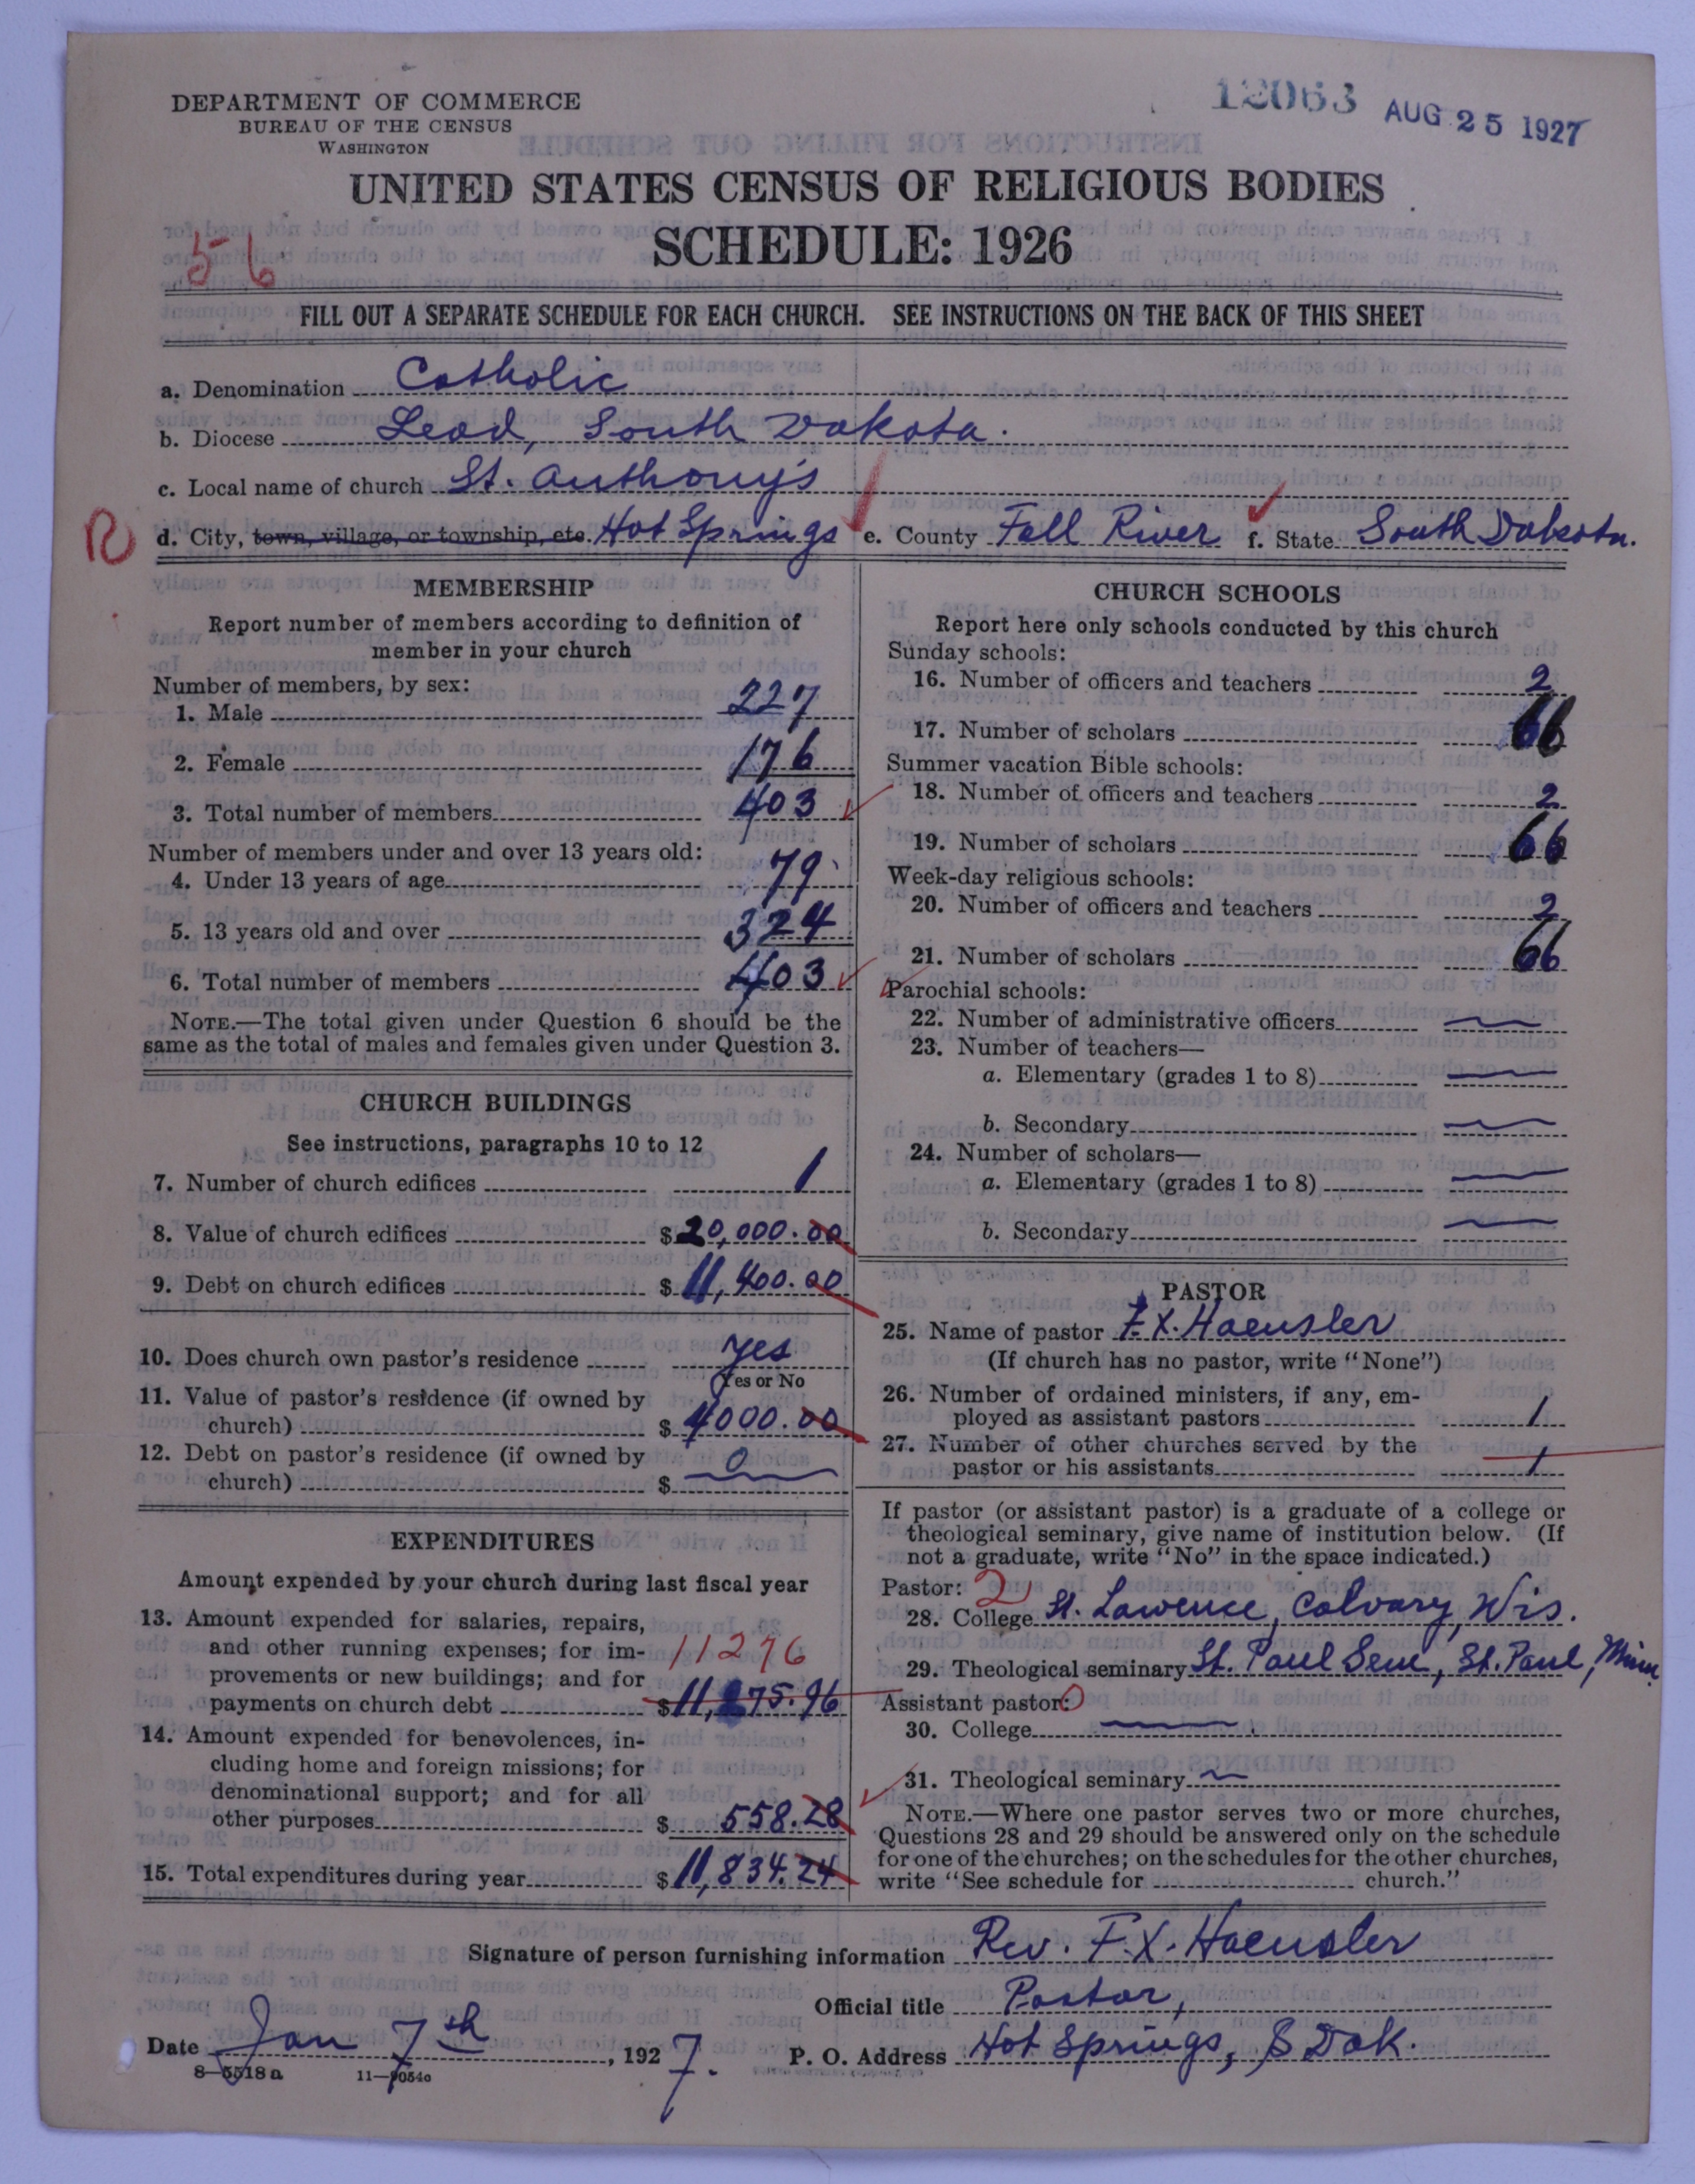 DEPARTMENT OF COMMERCE
BUREAU OF THE CENSUS
WASHINGTON
12063 AUG 25 1927
UNITED STATES CENSUS OF RELIGIOUS BODIES
SCHEDULE: 1926
56
FILL OUT A SEPARATE SCHEDULE FOR EACH CHURCH. SEE INSTRUCTIONS ON THE BACK OF THIS SHEET
a. Denomination Catholic
b. Diocese Lead, South Dakota.
c. Local name of church St. Anthony's
R d. City, town, village, or township, etc. Hot Springs e. County Fall River f. State South Dakota.
MEMBERSHIP
Report number of members according to definition of
member in your church
Number of members, by sex:
1. Male 227
2. Female 176
3. Total number of members 403
Number of members under and over 13 years old:
4. Under 13 years of age 79
5. 13 years old and over 324
6. Total number of members 403
NOTE.—The total given under Question 6 should be the
same as the total of males and females given under Question 3.
CHURCH BUILDINGS
See instructions, paragraphs 10 to 12
7. Number of church edifices 1
8. Value of church edifices $20,000.00
9. Debt on church edifices $11,400.00
10. Does church own pastor's residence yes
Yes or No
11. Value of pastor's residence (if owned by
church) $4000.00
12. Debt on pastor's residence (if owned by
church) $ 0
EXPENDITURES
Amount expended by your church during last fiscal year
13. Amount expended for salaries, repairs,
and other running expenses; for im-
11276
provements or new buildings; and for
payments on church debt $11,275.96
14. Amount expended for benevolences, in-
cluding home and foreign missions; for
denominational support; and for all
other purposes $558.28
15. Total expenditures during year $11,834.24
CHURCH SCHOOLS
Report here only schools conducted by this church
Sunday schools:
16. Number of officers and teachers 2
17. Number of scholars 66
Summer vacation Bible schools:
18. Number of officers and teachers 2
19. Number of scholars 66
Week-day religious schools:
20. Number of officers and teachers 2
21. Number of scholars 66
Parochial schools:
22. Number of administrative officers
23. Number of teachers—
a. Elementary (grades 1 to 8)
b. Secondary
24. Number of scholars—
a. Elementary (grades 1 to 8)
b. Secondary
PASTOR
25. Name of pastor F.X. Haeusler
(If church has no pastor, write "None")
26. Number of ordained ministers, if any, em-
ployed as assistant pastors 1
27. Number of other churches served by the
pastor or his assistants 1
If pastor (or assistant pastor) is a graduate of a college or
theological seminary, give name of institution below. (If
not a graduate, write "No" in the space indicated.)
Pastor: 2
28. College St. Lawence, Calvary, Wis.
29. Theological seminary St. Paul Sem, St. Paul, Minn
Assistant pastor: 0
30. College
31. Theological seminary
NOTE.—Where one pastor serves two or more churches,
Questions 28 and 29 should be answered only on the schedule
for one of the churches; on the schedules for the other churches,
write "See schedule for church."
Signature of person furnishing information Rev. F.X. Haeusler
Official title Pastor,
Date Jan 7th, 1927. P. O. Address Hot Springs, S Dak.
8—5518a 11—9054o